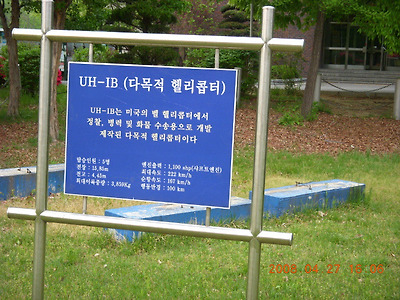 UH-IB (다목적 헬리콥터)
UH-IB는 미국의 벨 헬리콥터에서
정찰, 병력 및 화물 수송용으로 개발
제작된 다목적 헬리콥터이다
탑승인원 : 5명
전장 : 15,86m
전고 : 4,45m
최대이륙중량 : 3,856Kg
엔진출력 : 1,100 shp(샤프트엔진)
최대속도 : 222 km/h
순항속도 : 167 km/h
행동반경 : 100 km
2008 04 27 16:06